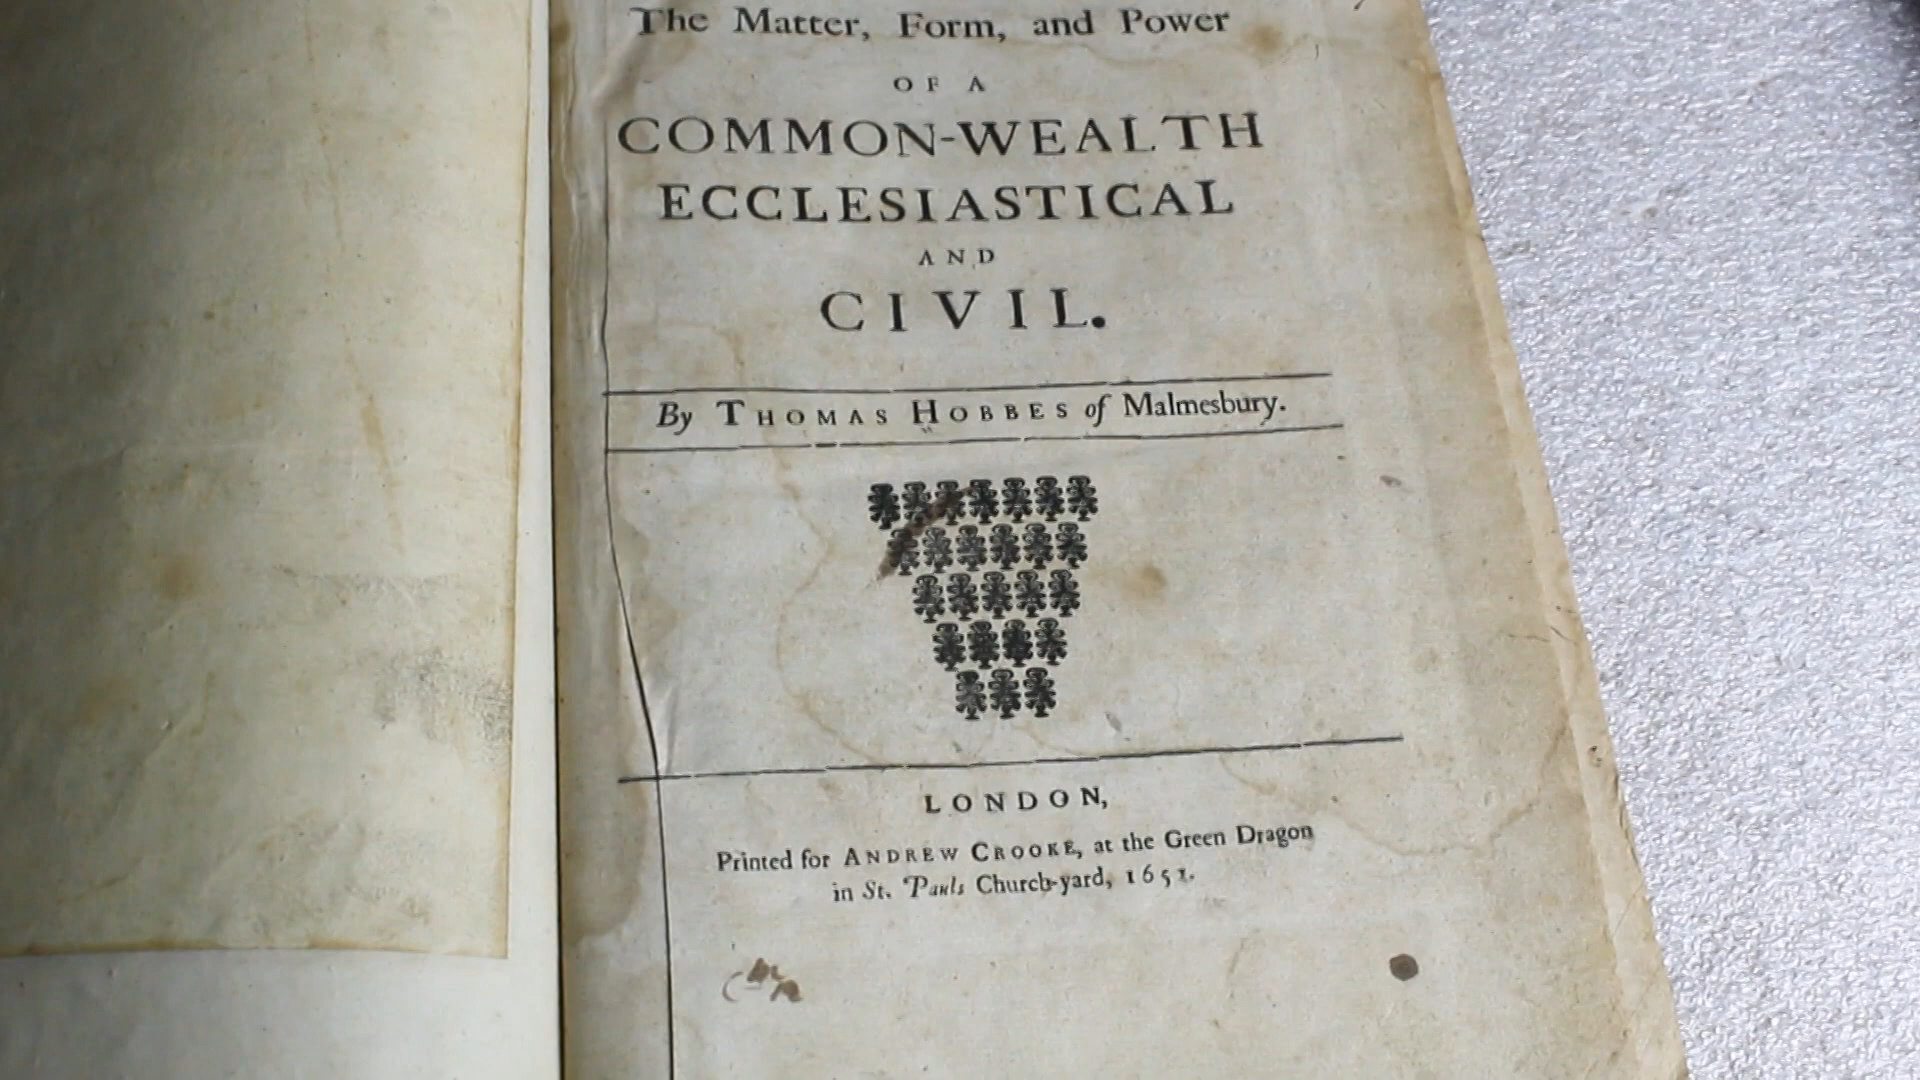 The Matter, Form, and Power
OF A
COMMON-WEALTH
ECCLESIASTICAL
AND
CIVIL.
By THOMAS HOBBES of Malmesbury.
LONDON,
Printed for ANDREW CROOKE, at the Green Dragon
in St. Pauls Church-yard, 1651.